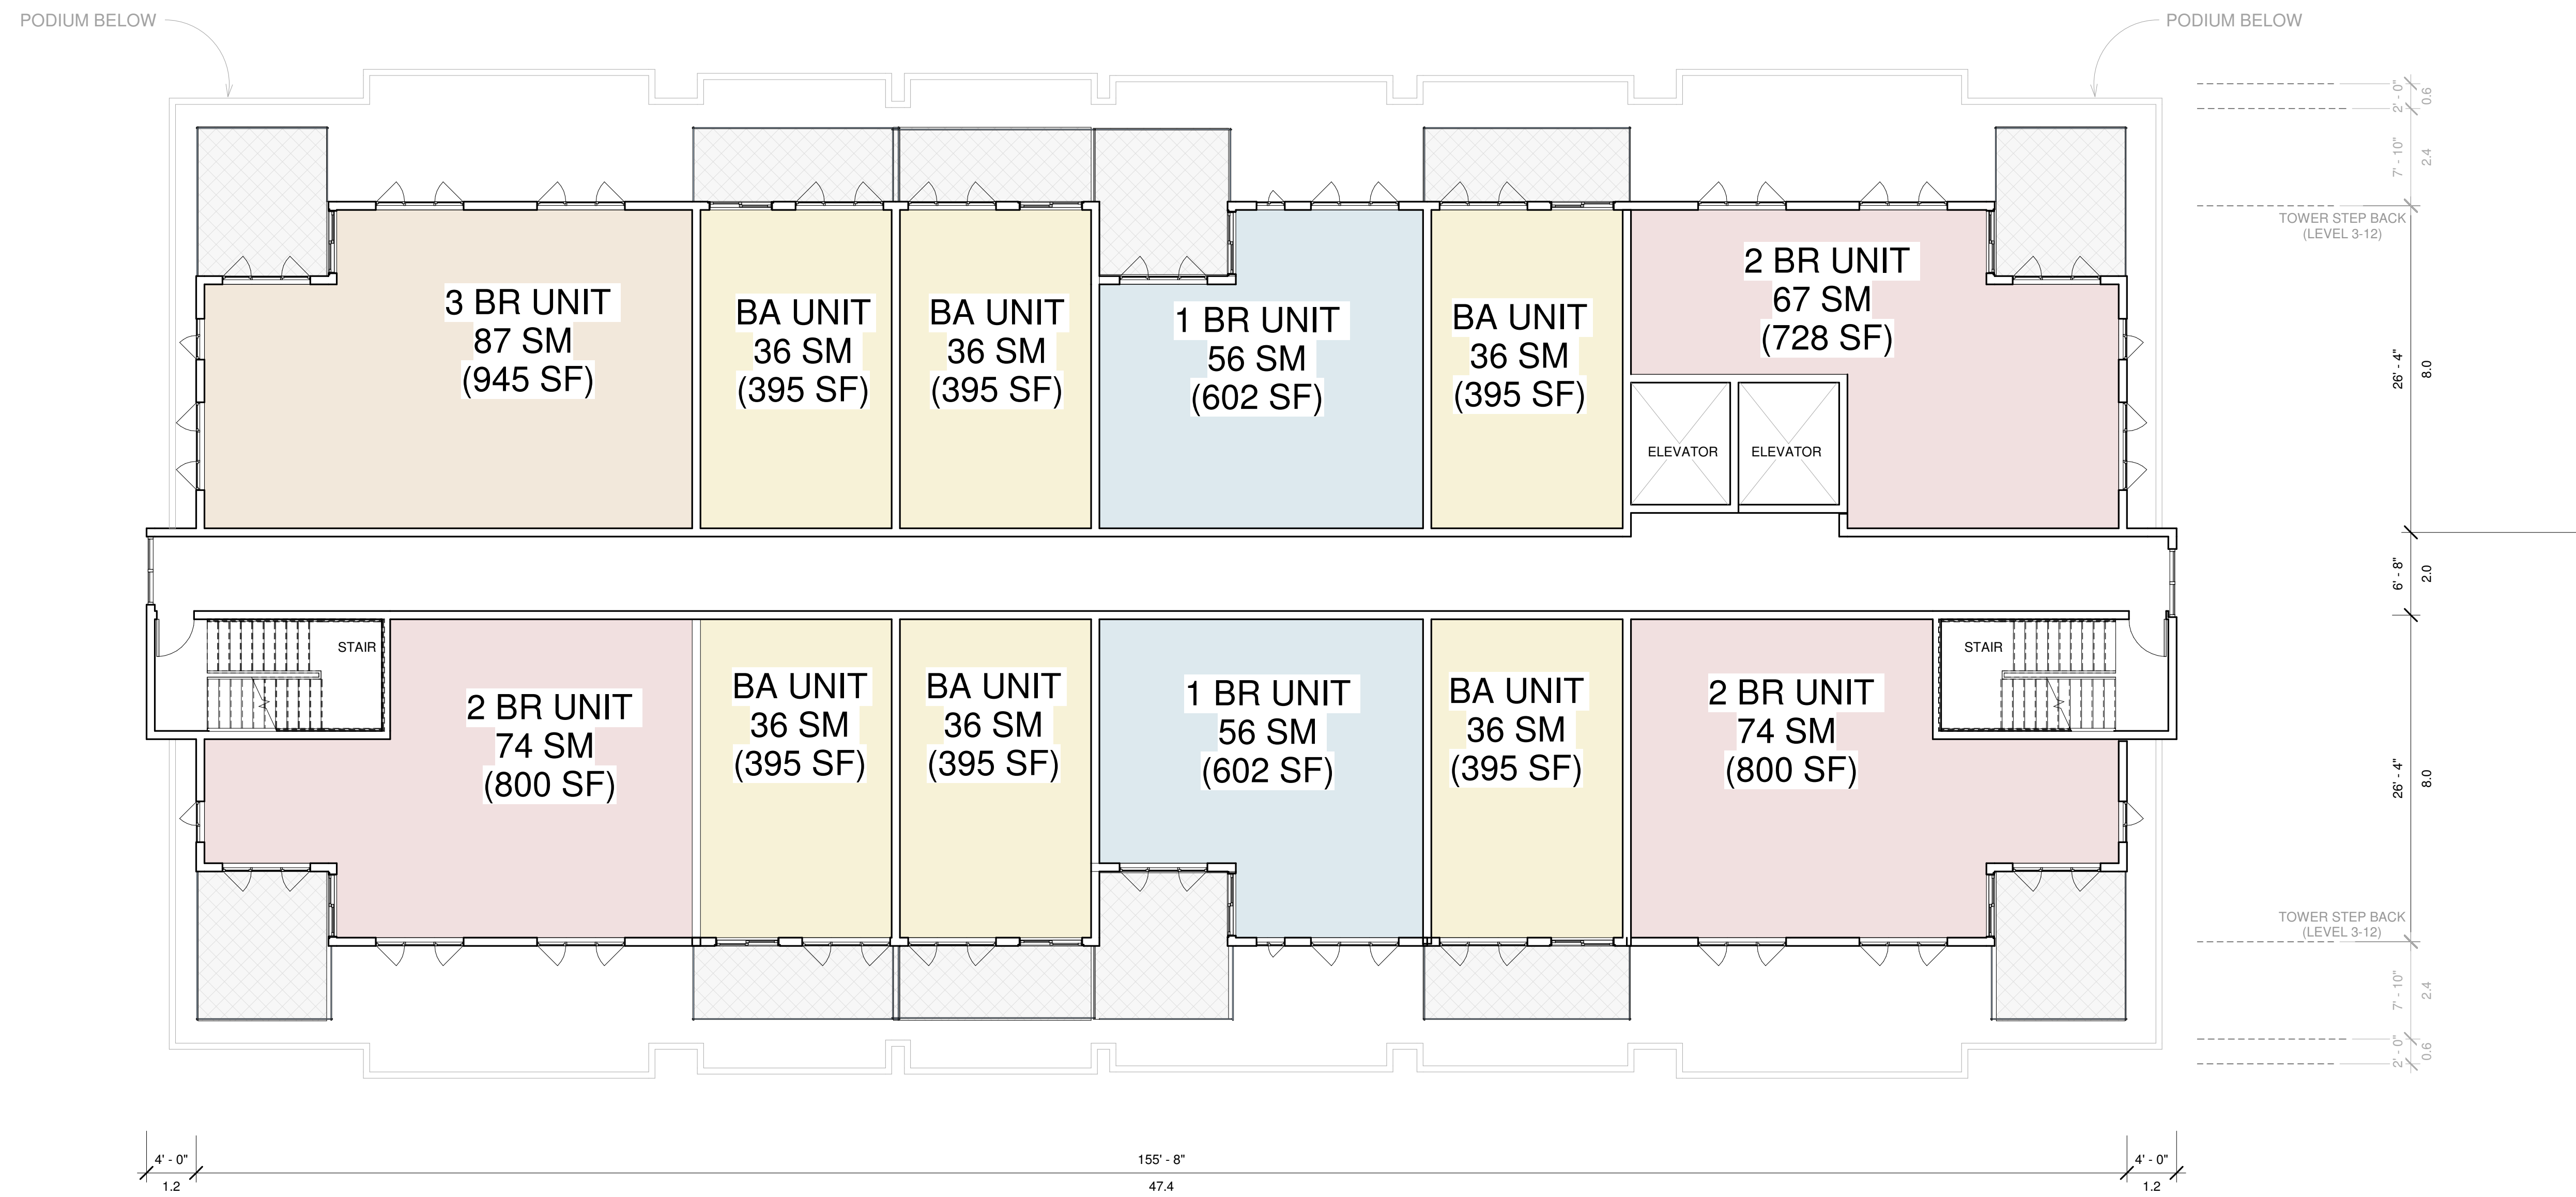 PODIUM BELOW
PODIUM BELOW
2' - 0"
0.6
7' - 10"
2.4
TOWER STEP BACK
(LEVEL 3-12)
3 BR UNIT
87 SM
(945 SF)
BA UNIT
36 SM
(395 SF)
BA UNIT
36 SM
(395 SF)
1 BR UNIT
56 SM
(602 SF)
BA UNIT
36 SM
(395 SF)
2 BR UNIT
67 SM
(728 SF)
ELEVATOR
ELEVATOR
26' - 4"
8.0
6' - 8"
2.0
STAIR
STAIR
2 BR UNIT
74 SM
(800 SF)
BA UNIT
36 SM
(395 SF)
BA UNIT
36 SM
(395 SF)
1 BR UNIT
56 SM
(602 SF)
BA UNIT
36 SM
(395 SF)
2 BR UNIT
74 SM
(800 SF)
26' - 4"
8.0
TOWER STEP BACK
(LEVEL 3-12)
7' - 10"
2.4
2' - 0"
0.6
4' - 0"
1.2
155' - 8"
47.4
4' - 0"
1.2